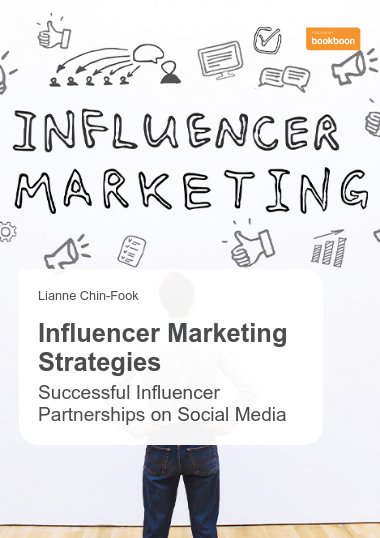 bookboon
INFLUENCER
MARKETING
Lianne Chin-Fook
Influencer Marketing
Strategies
Successful Influencer
Partnerships on Social Media